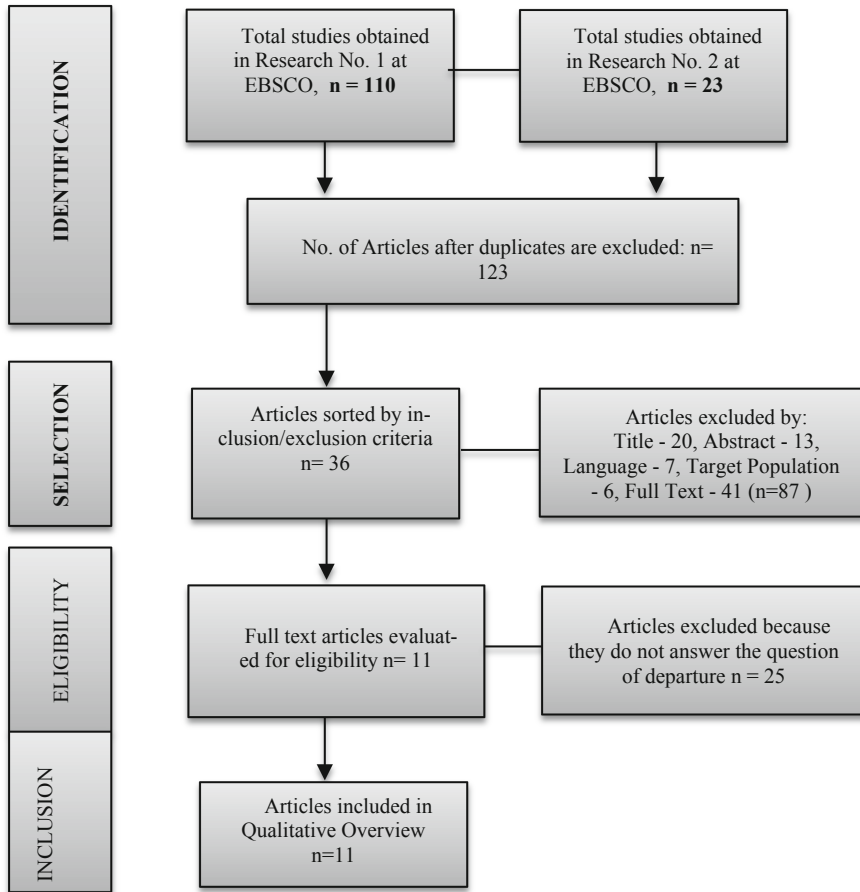 IDENTIFICATION
Total studies obtained
in Research No. 1 at
EBSCO, n = 110
Total studies obtained
in Research No. 2 at
EBSCO, n = 23
No. of Articles after duplicates are excluded: n=
123
SELECTION
Articles sorted by in-
clusion/exclusion criteria
n= 36
Articles excluded by:
Title - 20, Abstract - 13,
Language - 7, Target Population
- 6, Full Text - 41 (n=87 )
ELIGIBILITY
Full text articles evaluat-
ed for eligibility n= 11
Articles excluded because
they do not answer the question
of departure n = 25
INCLUSION
Articles included in
Qualitative Overview
n=11